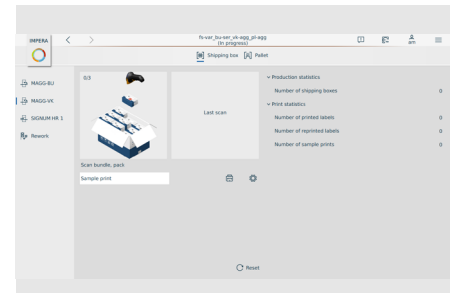 IMPERA
fs-var_bu-ser_vk-agg_pl-agg
(In progress)
am
Shipping box
Pallet
MAGG-BU
MAGG-VK
SIGNUM HR 1
Rework
0/3
Last scan
Production statistics
Number of shipping boxes 0
Print statistics
Number of printed labels 0
Number of reprinted labels 0
Number of sample prints 0
Scan bundle, pack
Sample print
Reset